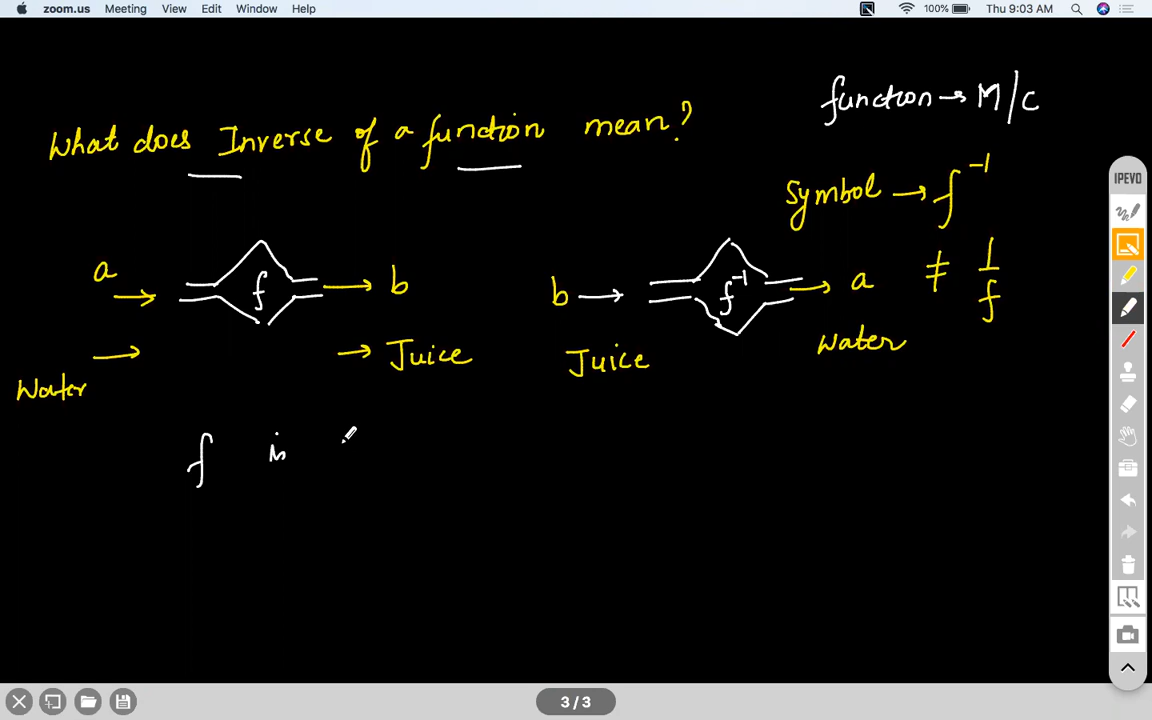 zoom.us Meeting View Edit Window Help 100% Thu 9:03 AM
function → M/C
What does Inverse of a function mean?
Symbol → f⁻¹
≠ 1/f
a → f → b
b → f⁻¹ → a
Water → → Juice
Juice Water
f is
IPEVO
3/3